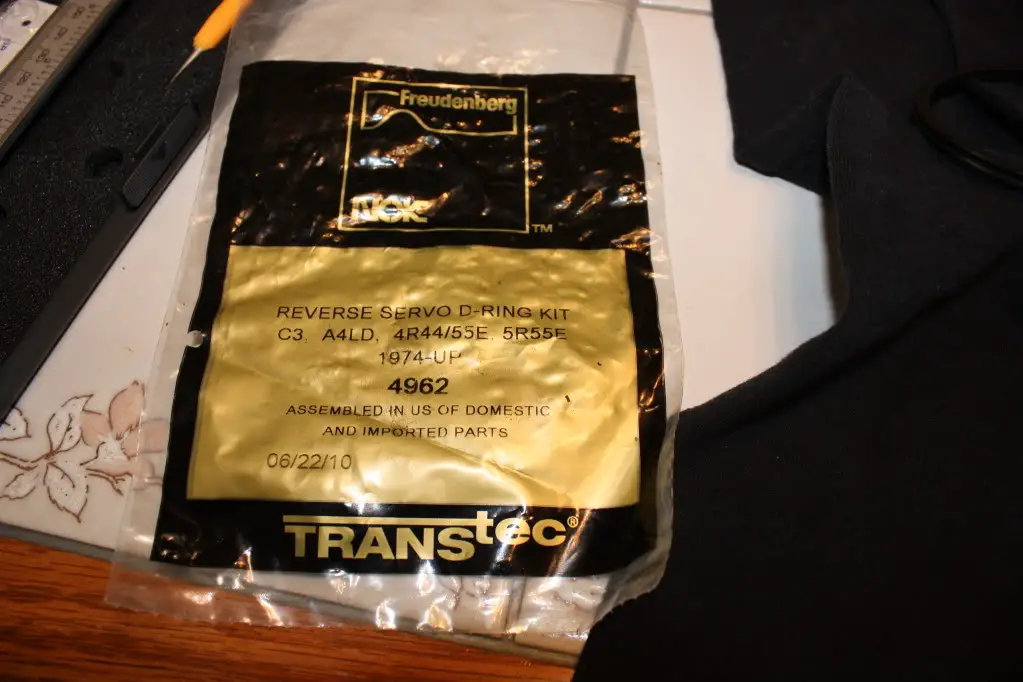 Freudenberg
NOK
TM
REVERSE SERVO D-RING KIT
C3, A4LD, 4R44/55E, 5R55E
1974-UP
4962
ASSEMBLED IN US OF DOMESTIC
AND IMPORTED PARTS
06/22/10
TRANStec®